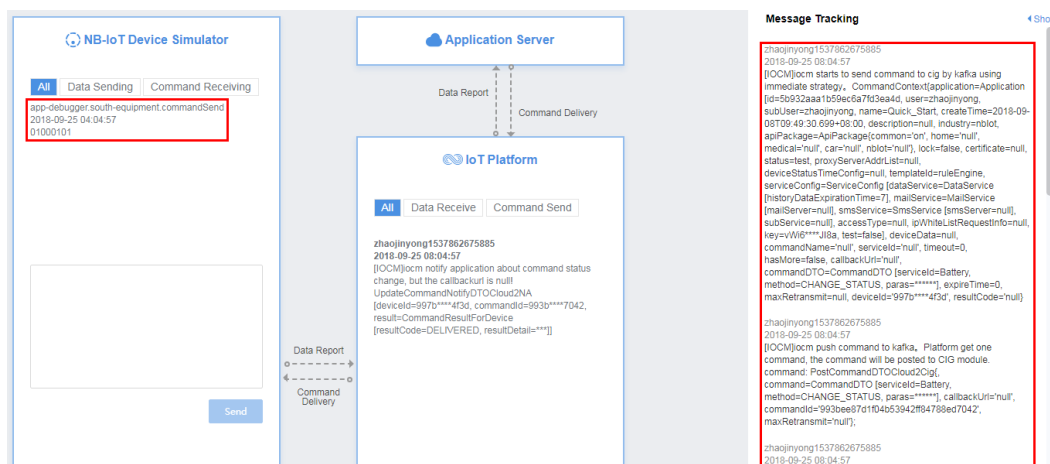 NB-IoT Device Simulator
All Data Sending Command Receiving
app-debugger.south-equipment.commandSend
2018-09-25 04:04:57
01000101
Send
Data Report
Command
Delivery
Application Server
Data Report
Command Delivery
IoT Platform
All Data Receive Command Send
zhaojinyong1537862675885
2018-09-25 08:04:57
[IOCM]iocm notify application about command status
change, but the callbackurl is null!
UpdateCommandNotifyDTOCloud2NA
[deviceId=997b****4f3d, commandId=993b****7042,
result=CommandResultForDevice
[resultCode=DELIVERED, resultDetail=***]]
Message Tracking
Sho
zhaojinyong1537862675885
2018-09-25 08:04:57
[IOCM]iocm starts to send command to cig by kafka using
immediate strategy。CommandContext{application=Application
[id=5b932aaa1b59ec6a7fd3ea4d, user=zhaojinyong,
subUser=zhaojinyong, name=Quick_Start, createTime=2018-09-
08T09:49:30.699+08:00, description=null, industry=nbIot,
apiPackage=ApiPackage{common='on', home='null',
medical='null', car='null', nbIot='null'}, lock=false, certificate=null,
status=test, proxyServerAddrList=null,
deviceStatusTimeConfig=null, templateId=ruleEngine,
serviceConfig=ServiceConfig [dataService=DataService
[historyDataExpirationTime=7], mailService=MailService
[mailServer=null], smsService=SmsService [smsServer=null],
subService=null], accessType=null, ipWhiteListRequestInfo=null,
key=vWi6****JI8a, test=false], deviceData=null,
commandName='null', serviceId='null', timeout=0,
hasMore=false, callbackUrl='null',
commandDTO=CommandDTO [serviceId=Battery,
method=CHANGE_STATUS, paras=******], expireTime=0,
maxRetransmit=null, deviceId='997b****4f3d', resultCode='null'}
zhaojinyong1537862675885
2018-09-25 08:04:57
[IOCM]iocm push command to kafka。Platform get one
command, the command will be posted to CIG module.
command: PostCommandDTOCloud2Cig{,
command=CommandDTO [serviceId=Battery,
method=CHANGE_STATUS, paras=******], callbackUrl='null',
commandId='993bee87d1f04b53942ff84788ed7042',
maxRetransmit='null'};
zhaojinyong1537862675885
2018-09-25 08:04:57